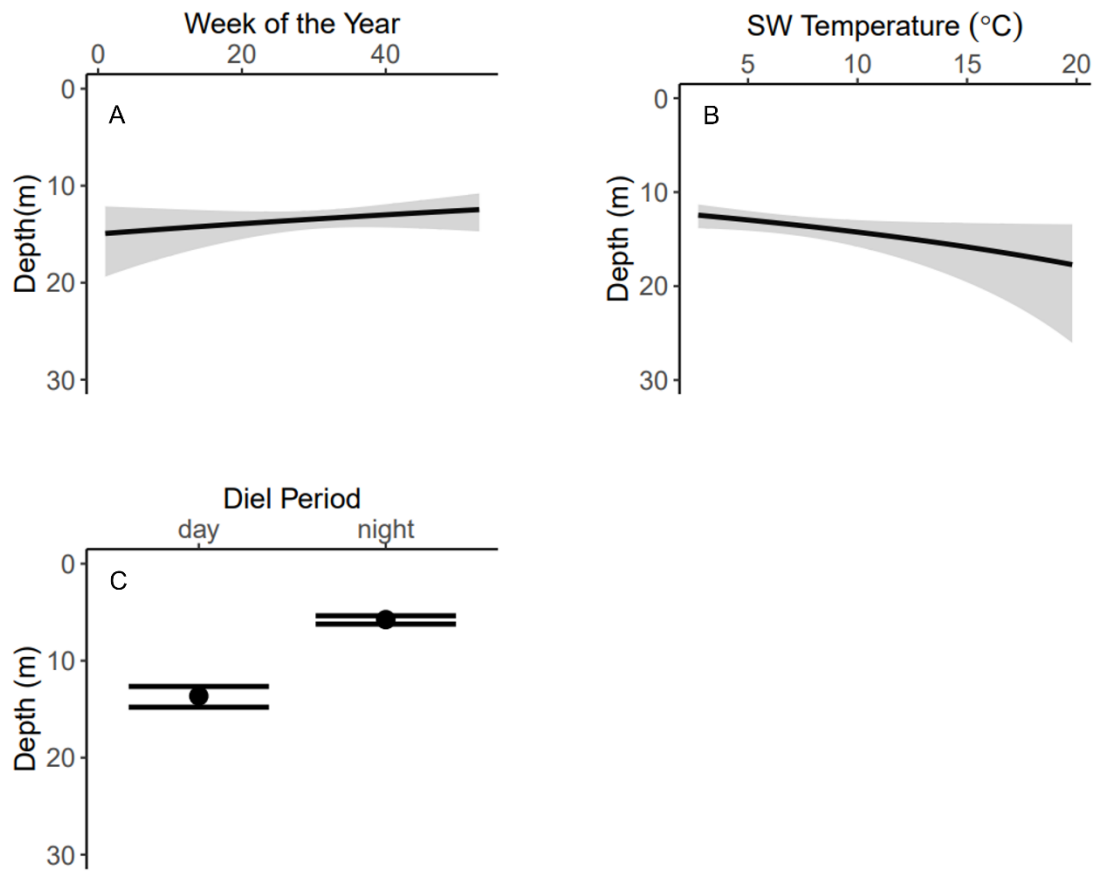 Week of the Year
0 20 40
A
Depth(m)
0
10
20
30
SW Temperature (°C)
5 10 15 20
B
Depth (m)
0
10
20
30
Diel Period
day night
C
Depth (m)
0
10
20
30